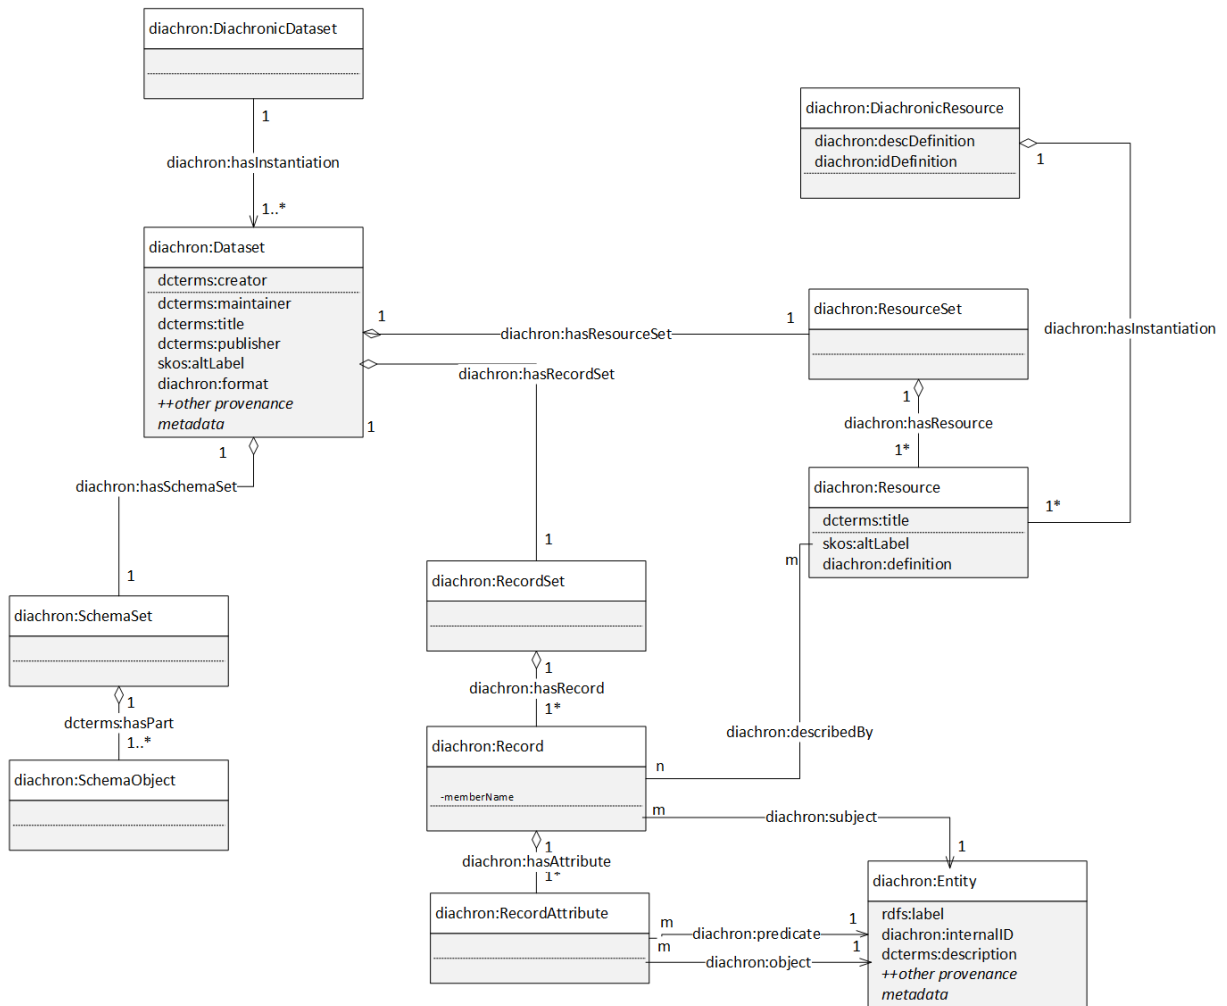 diachron:DiachronicDataset
1
diachron:hasInstantiation
1..*
diachron:DiachronicResource
diachron:descDefinition
diachron:idDefinition
1
diachron:hasInstantiation
1*
diachron:Dataset
dcterms:creator
dcterms:maintainer
dcterms:title
dcterms:publisher
skos:altLabel
diachron:format
++other provenance
metadata
1
diachron:hasResourceSet
1
diachron:ResourceSet
1
diachron:hasResource
1*
diachron:Resource
dcterms:title
skos:altLabel
diachron:definition
diachron:hasRecordSet
1
1
1
diachron:hasSchemaSet
1
diachron:SchemaSet
1
dcterms:hasPart
1..*
diachron:SchemaObject
diachron:RecordSet
1
diachron:hasRecord
1*
diachron:Record
-memberName
m
diachron:describedBy
n
m
diachron:subject
1
1
diachron:hasAttribute
1*
diachron:RecordAttribute
m
diachron:predicate
1
m
diachron:object
1
diachron:Entity
rdfs:label
diachron:internalID
dcterms:description
++other provenance
metadata